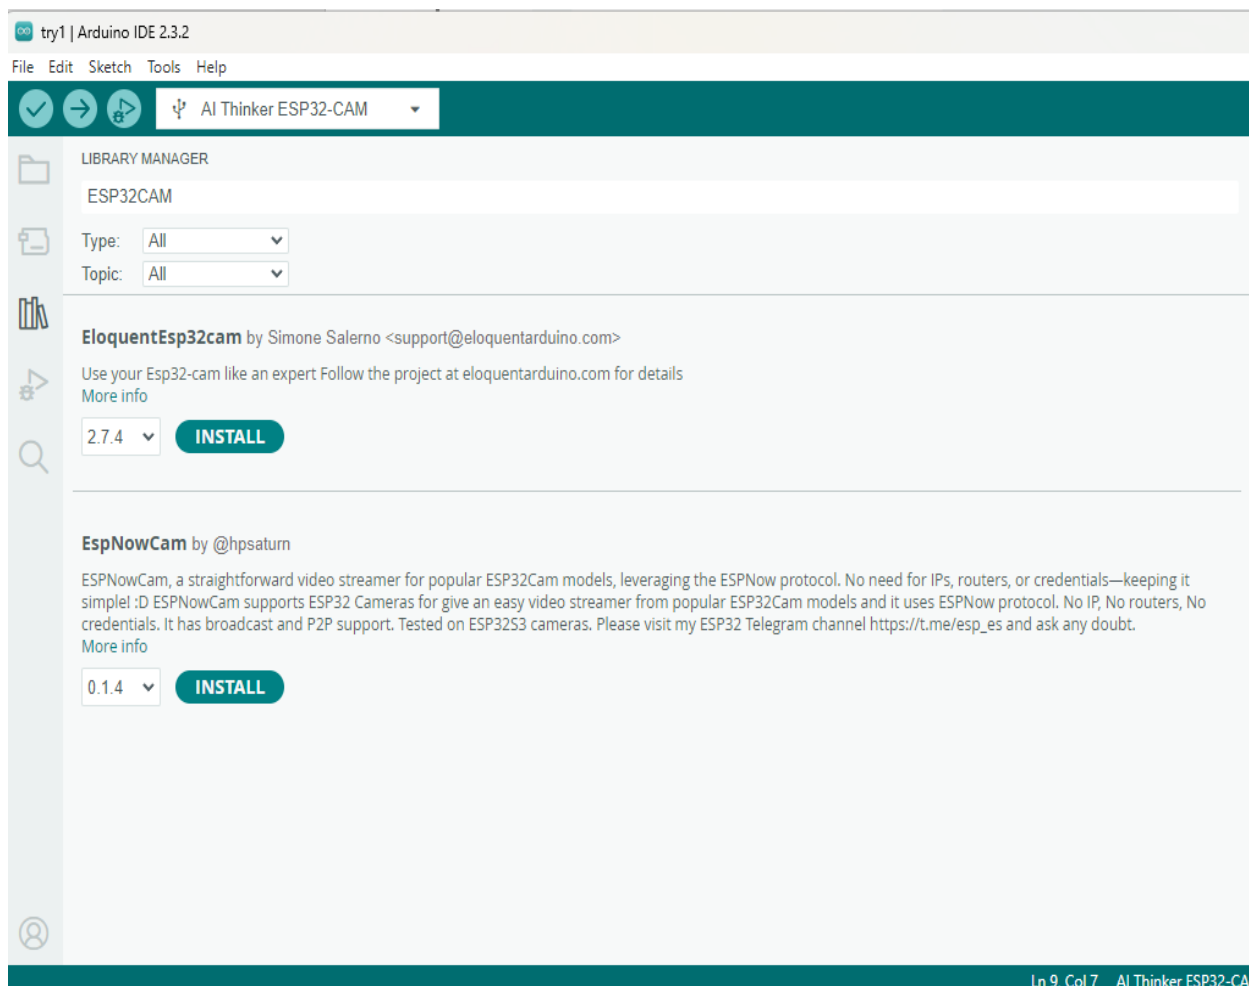 try1 | Arduino IDE 2.3.2
File Edit Sketch Tools Help
AI Thinker ESP32-CAM
LIBRARY MANAGER
ESP32CAM
Type: All
Topic: All
EloquentEsp32cam by Simone Salerno <support@eloquentarduino.com>
Use your Esp32-cam like an expert Follow the project at eloquentarduino.com for details
More info
2.7.4 INSTALL
EspNowCam by @hpsaturn
ESPNowCam, a straightforward video streamer for popular ESP32Cam models, leveraging the ESPNow protocol. No need for IPs, routers, or credentials—keeping it
simple! :D ESPNowCam supports ESP32 Cameras for give an easy video streamer from popular ESP32Cam models and it uses ESPNow protocol. No IP, No routers, No
credentials. It has broadcast and P2P support. Tested on ESP32S3 cameras. Please visit my ESP32 Telegram channel https://t.me/esp_es and ask any doubt.
More info
0.1.4 INSTALL
Ln 9, Col 7 AI Thinker ESP32-CA